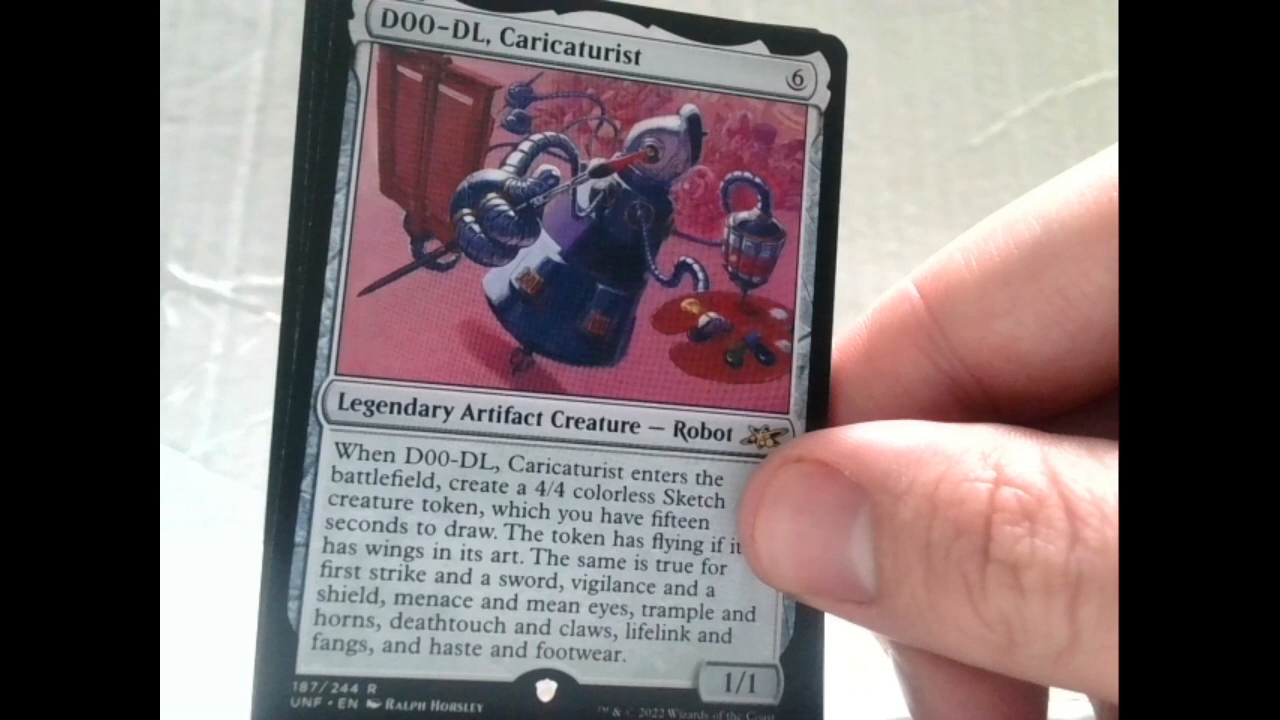 D00-DL, Caricaturist
6
Legendary Artifact Creature — Robot
When D00-DL, Caricaturist enters the
battlefield, create a 4/4 colorless Sketch
creature token, which you have fifteen
seconds to draw. The token has flying if it
has wings in its art. The same is true for
first strike and a sword, vigilance and a
shield, menace and mean eyes, trample and
horns, deathtouch and claws, lifelink and
fangs, and haste and footwear.
1/1
187/244 R
UNF • EN RALPH HORSLEY
™ & © 2022 Wizards of the Coast